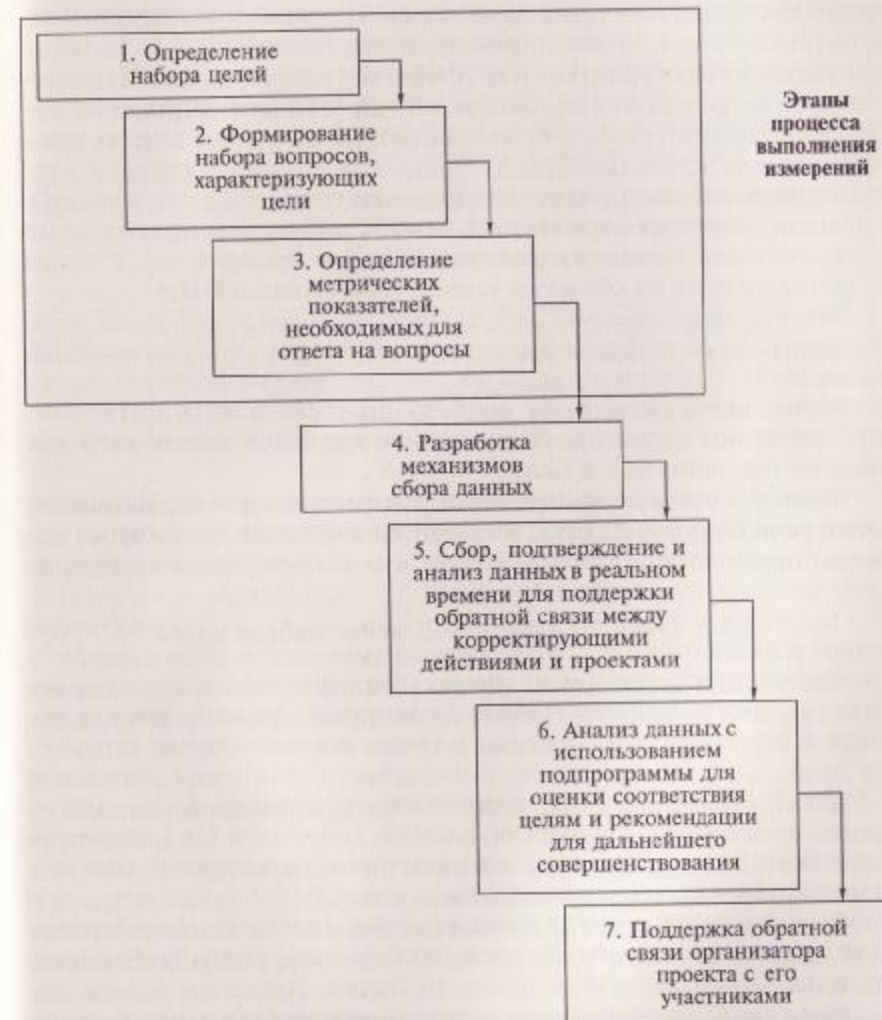 1. Определение
набора целей
Этапы
процесса
выполнения
измерений
2. Формирование
набора вопросов,
характеризующих
цели
3. Определение
метрических
показателей,
необходимых для
ответа на вопросы
4. Разработка
механизмов
сбора данных
5. Сбор, подтверждение и
анализ данных в реальном
времени для поддержки
обратной связи между
корректирующими
действиями и проектами
6. Анализ данных с
использованием
подпрограммы для
оценки соответствия
целям и рекомендации
для дальнейшего
совершенствования
7. Поддержка обратной
связи организатора
проекта с его
участниками